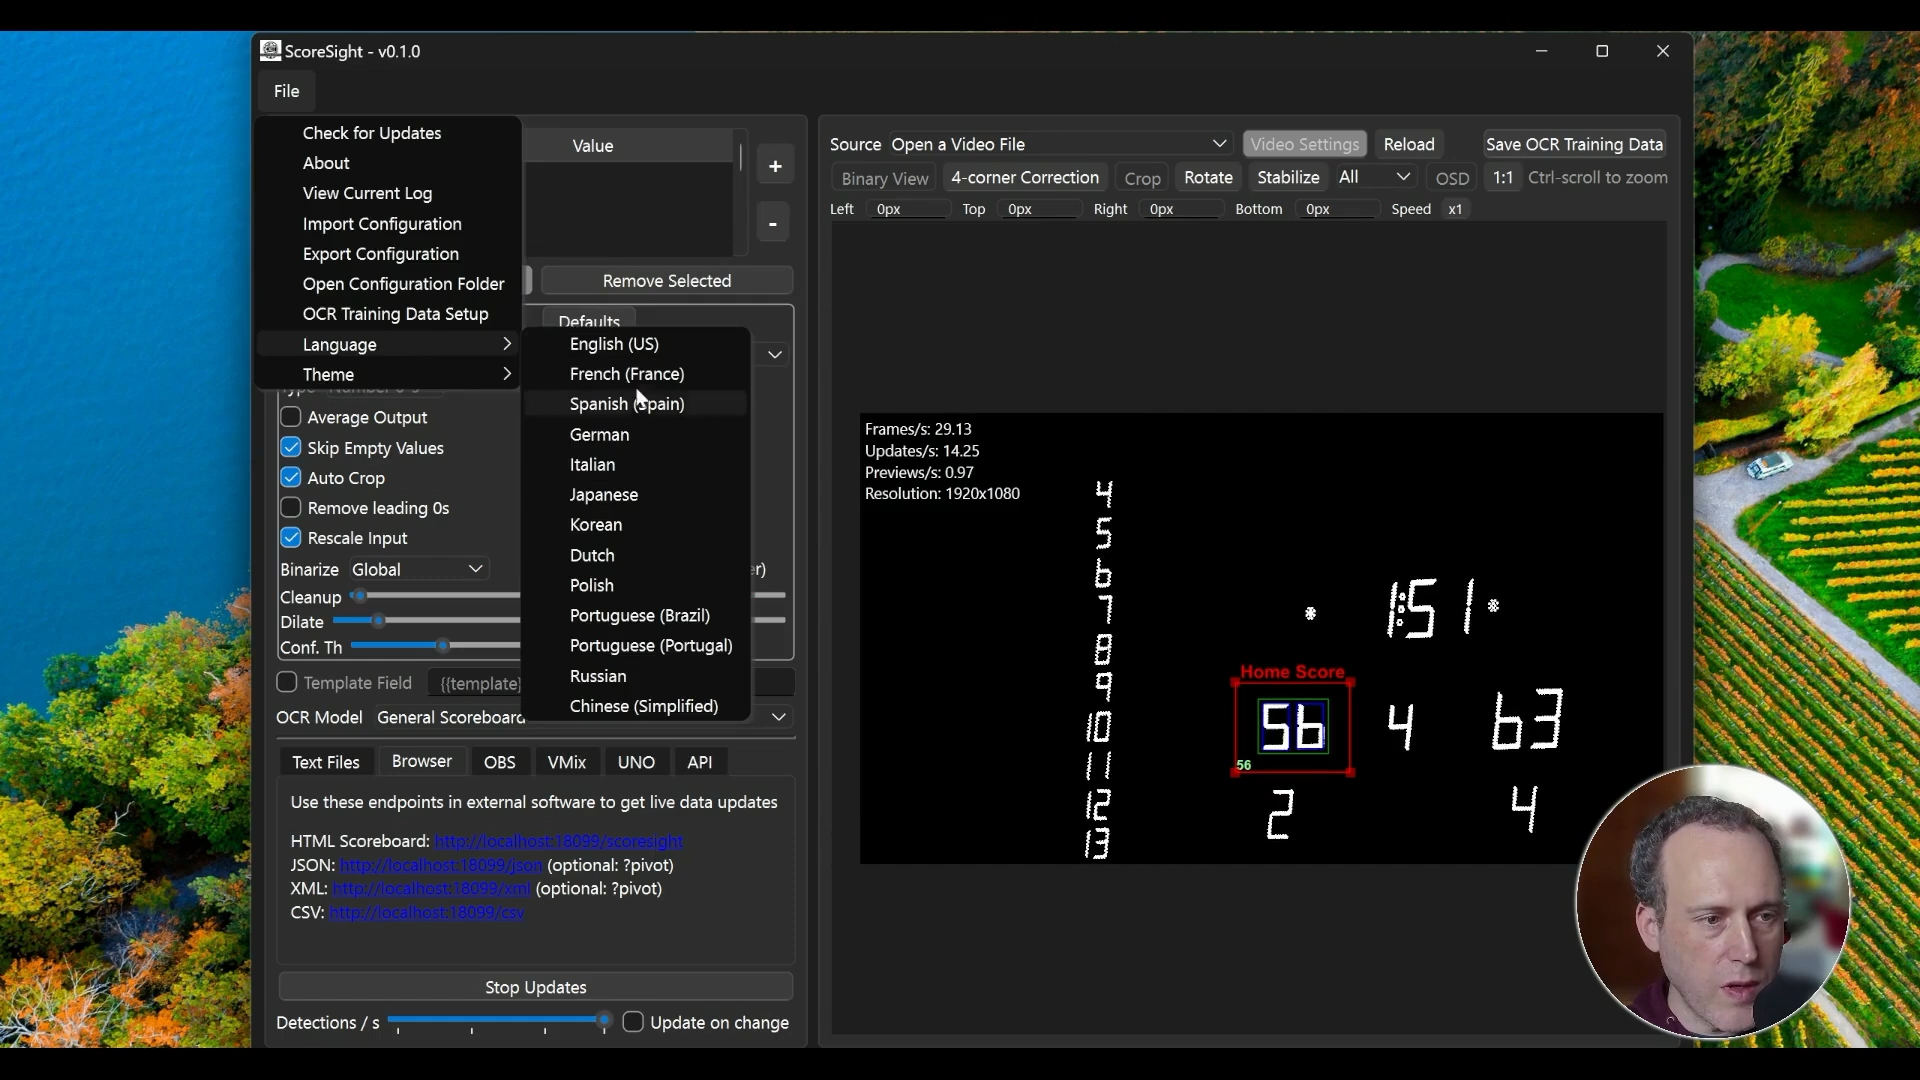 ScoreSight - v0.1.0
File
Check for Updates
About
View Current Log
Import Configuration
Export Configuration
Open Configuration Folder
OCR Training Data Setup
Language
Theme
English (US)
French (France)
Spanish (Spain)
German
Italian
Japanese
Korean
Dutch
Polish
Portuguese (Brazil)
Portuguese (Portugal)
Russian
Chinese (Simplified)
Value
+
-
Remove Selected
Defaults
Average Output
Skip Empty Values
Auto Crop
Remove leading 0s
Rescale Input
Binarize Global
Cleanup
Dilate
Conf. Th
Template Field {{template}
OCR Model General Scoreboard
Text Files Browser OBS VMix UNO API
Use these endpoints in external software to get live data updates
HTML Scoreboard: http://localhost:18099/scoresight
JSON: http://localhost:18099/json (optional: ?pivot)
XML: http://localhost:18099/xml (optional: ?pivot)
CSV: http://localhost:18099/csv
Stop Updates
Detections / s Update on change
Source Open a Video File Video Settings Reload Save OCR Training Data
Binary View 4-corner Correction Crop Rotate Stabilize All OSD 1:1 Ctrl-scroll to zoom
Left 0px Top 0px Right 0px Bottom 0px Speed x1
Frames/s: 29.13
Updates/s: 14.25
Previews/s: 0.97
Resolution: 1920x1080
4
5
6
7
8
9
10
11
12
13
1:51
Home Score
56 4 63
56
2 4